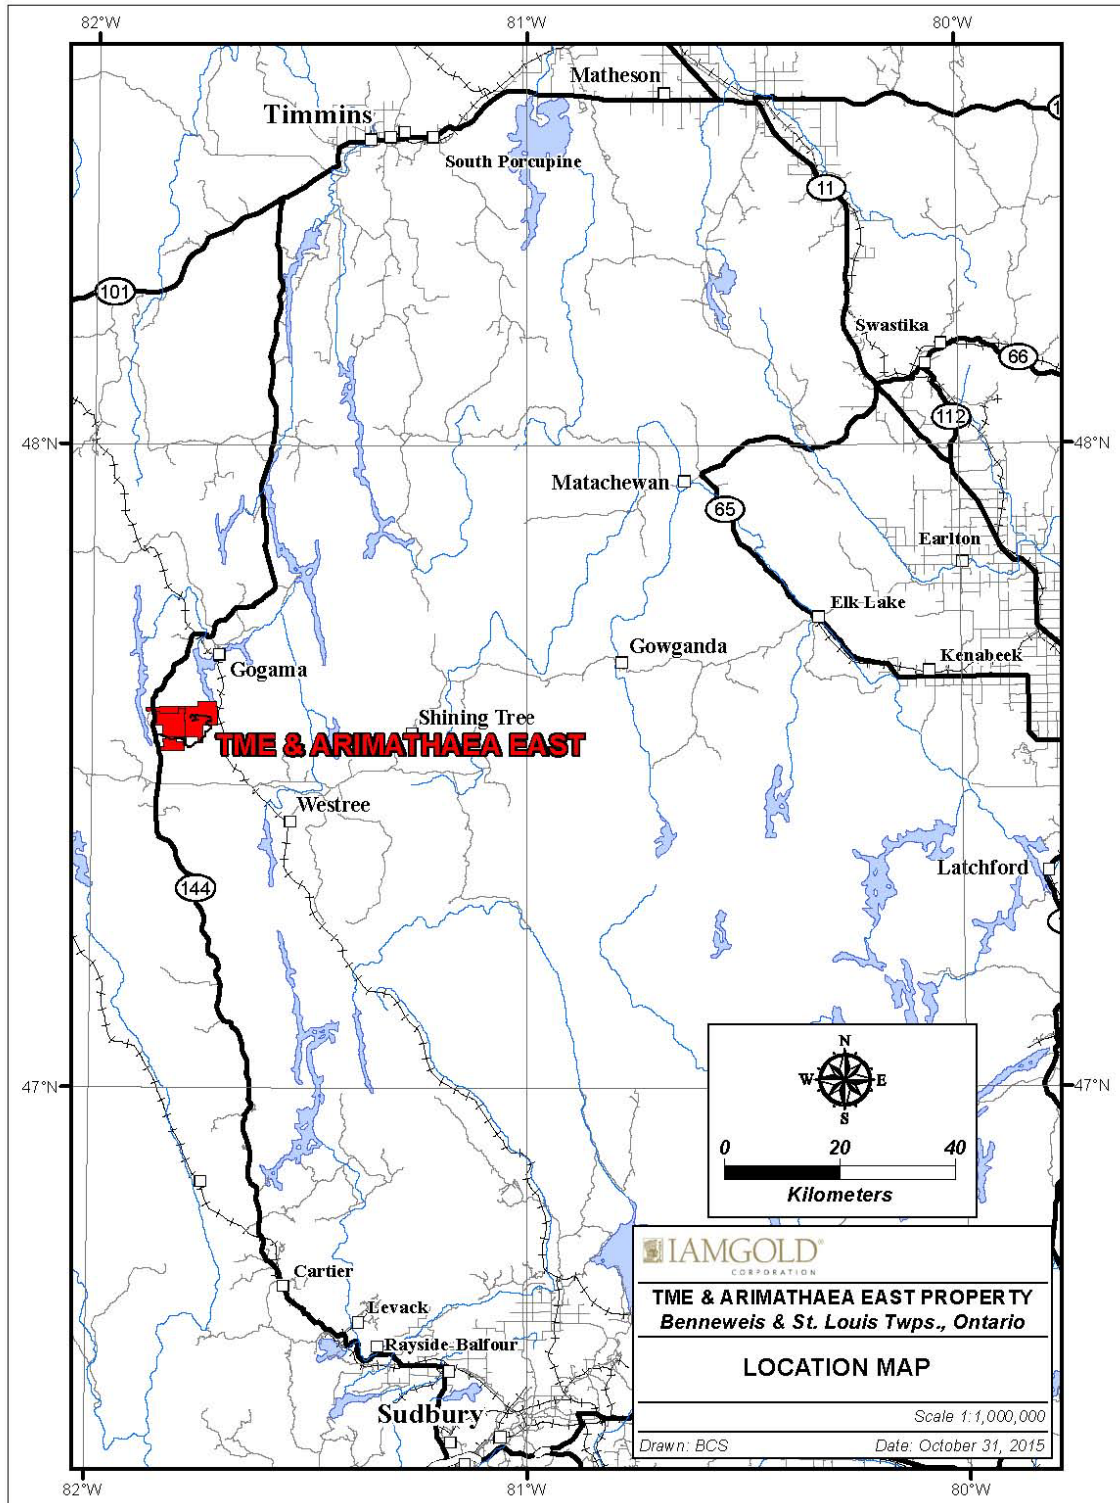 82°W
81°W
80°W
Matheson
Timmins
South Porcupine
11
101
Swastika
66
112
48°N
48°N
Matachewan
65
Earlton
Elk Lake
Gowganda
Kenabeek
Gogama
Shining Tree
TME & ARIMATHAEA EAST
Westree
Latchford
144
N
W
E
S
47°N
47°N
0
20
40
Kilometers
IAMGOLD®
CORPORATION
TME & ARIMATHAEA EAST PROPERTY
Benneweis & St. Louis Twps., Ontario
LOCATION MAP
Scale 1:1,000,000
Drawn: BCS
Date: October 31, 2015
Cartier
Levack
Rayside-Balfour
Sudbury
82°W
81°W
80°W